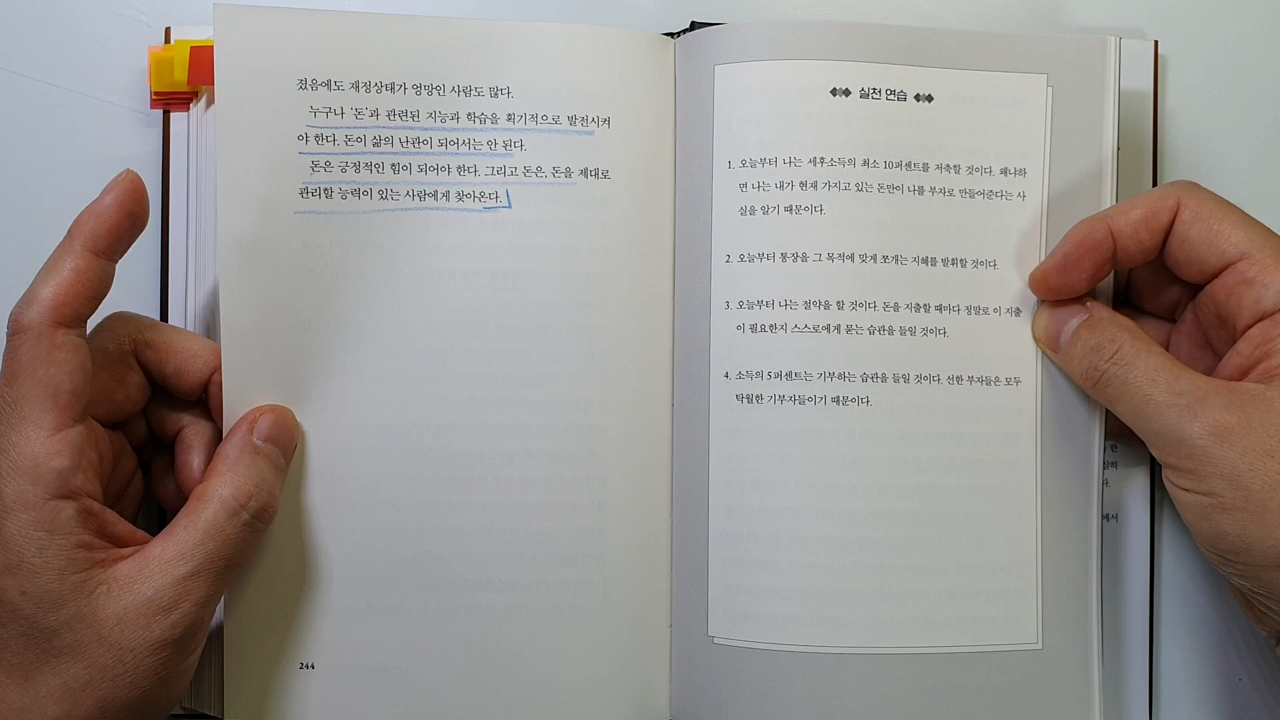 졌음에도 재정상태가 엉망인 사람도 많다.
누구나 '돈'과 관련된 지능과 학습을 획기적으로 발전시켜
야 한다. 돈이 삶의 난관이 되어서는 안 된다.
돈은 긍정적인 힘이 되어야 한다. 그리고 돈은, 돈을 제대로
관리할 능력이 있는 사람에게 찾아온다.
244
실천 연습
1. 오늘부터 나는 세후소득의 최소 10퍼센트를 저축할 것이다. 왜냐하
면 나는 내가 현재 가지고 있는 돈만이 나를 부자로 만들어준다는 사
실을 알기 때문이다.
2. 오늘부터 통장을 그 목적에 맞게 쪼개는 지혜를 발휘할 것이다.
3. 오늘부터 나는 절약을 할 것이다. 돈을 지출할 때마다 정말로 이 지출
이 필요한지 스스로에게 묻는 습관을 들일 것이다.
4. 소득의 5퍼센트는 기부하는 습관을 들일 것이다. 선한 부자들은 모두
탁월한 기부자들이기 때문이다.
한
다.
에서